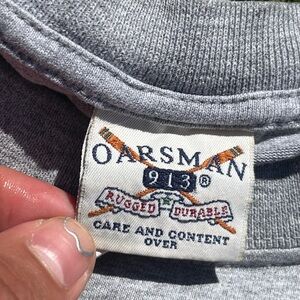 OARSMAN
913®
RUGGED DURABLE
CARE AND CONTENT
OVER